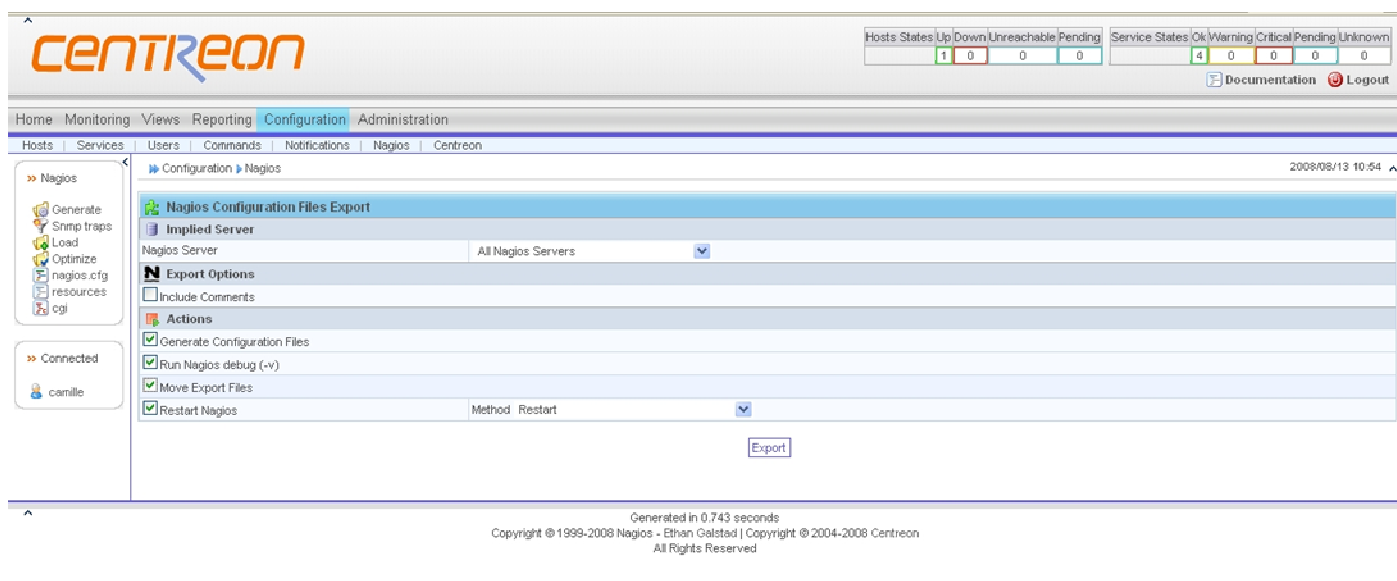 centreon
Hosts States Up Down Unreachable Pending
1 0 0 0
Service States Ok Warning Critical Pending Unknown
4 0 0 0 0
Documentation Logout
Home Monitoring Views Reporting Configuration Administration
Hosts | Services | Users | Commands | Notifications | Nagios | Centreon
Nagios
Generate
Snmp traps
Load
Optimize
nagios.cfg
resources
cgi
Connected
camille
Configuration Nagios
2008/08/13 10:54
Nagios Configuration Files Export
Implied Server
Nagios Server All Nagios Servers
Export Options
Include Comments
Actions
Generate Configuration Files
Run Nagios debug (-v)
Move Export Files
Restart Nagios Method Restart
Export
Generated in 0.743 seconds
Copyright © 1999-2008 Nagios - Ethan Galstad | Copyright © 2004-2008 Centreon
All Rights Reserved